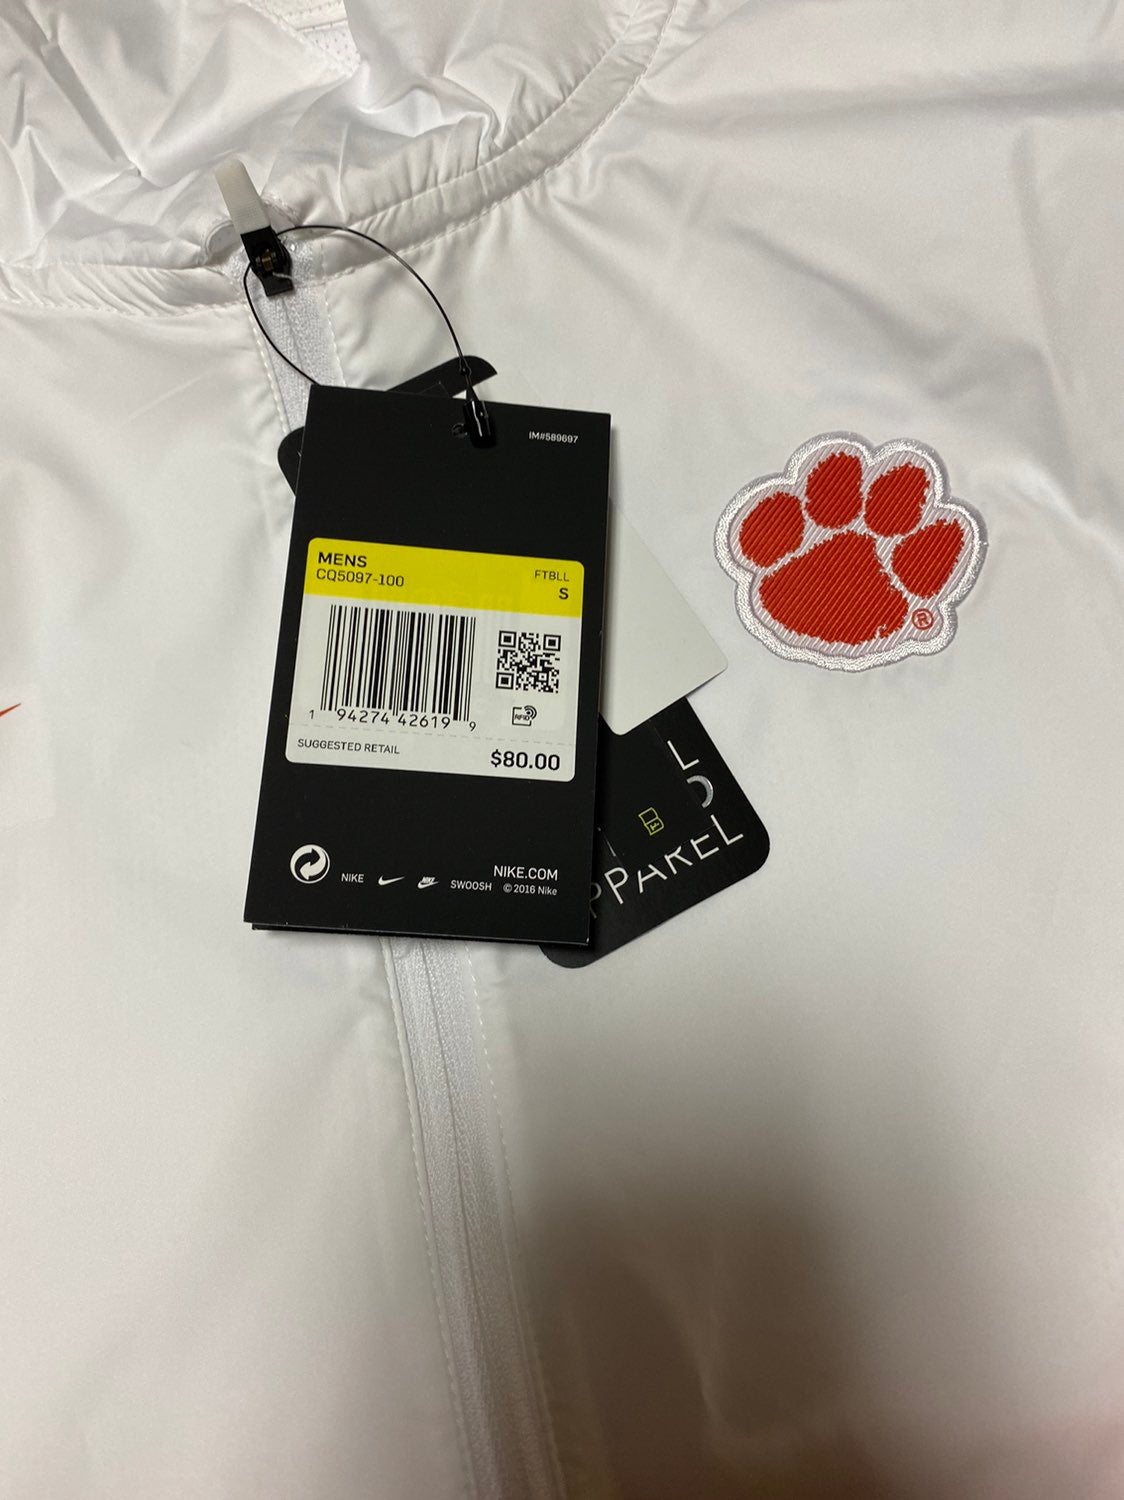 IM#589697
MENS
CQ5097-100
FTBLL
S
1 94274 42619 9
RFID
SUGGESTED RETAIL
$80.00
NIKE
NIKE
SWOOSH
NIKE.COM
© 2016 Nike
®
L
D
PPAREL